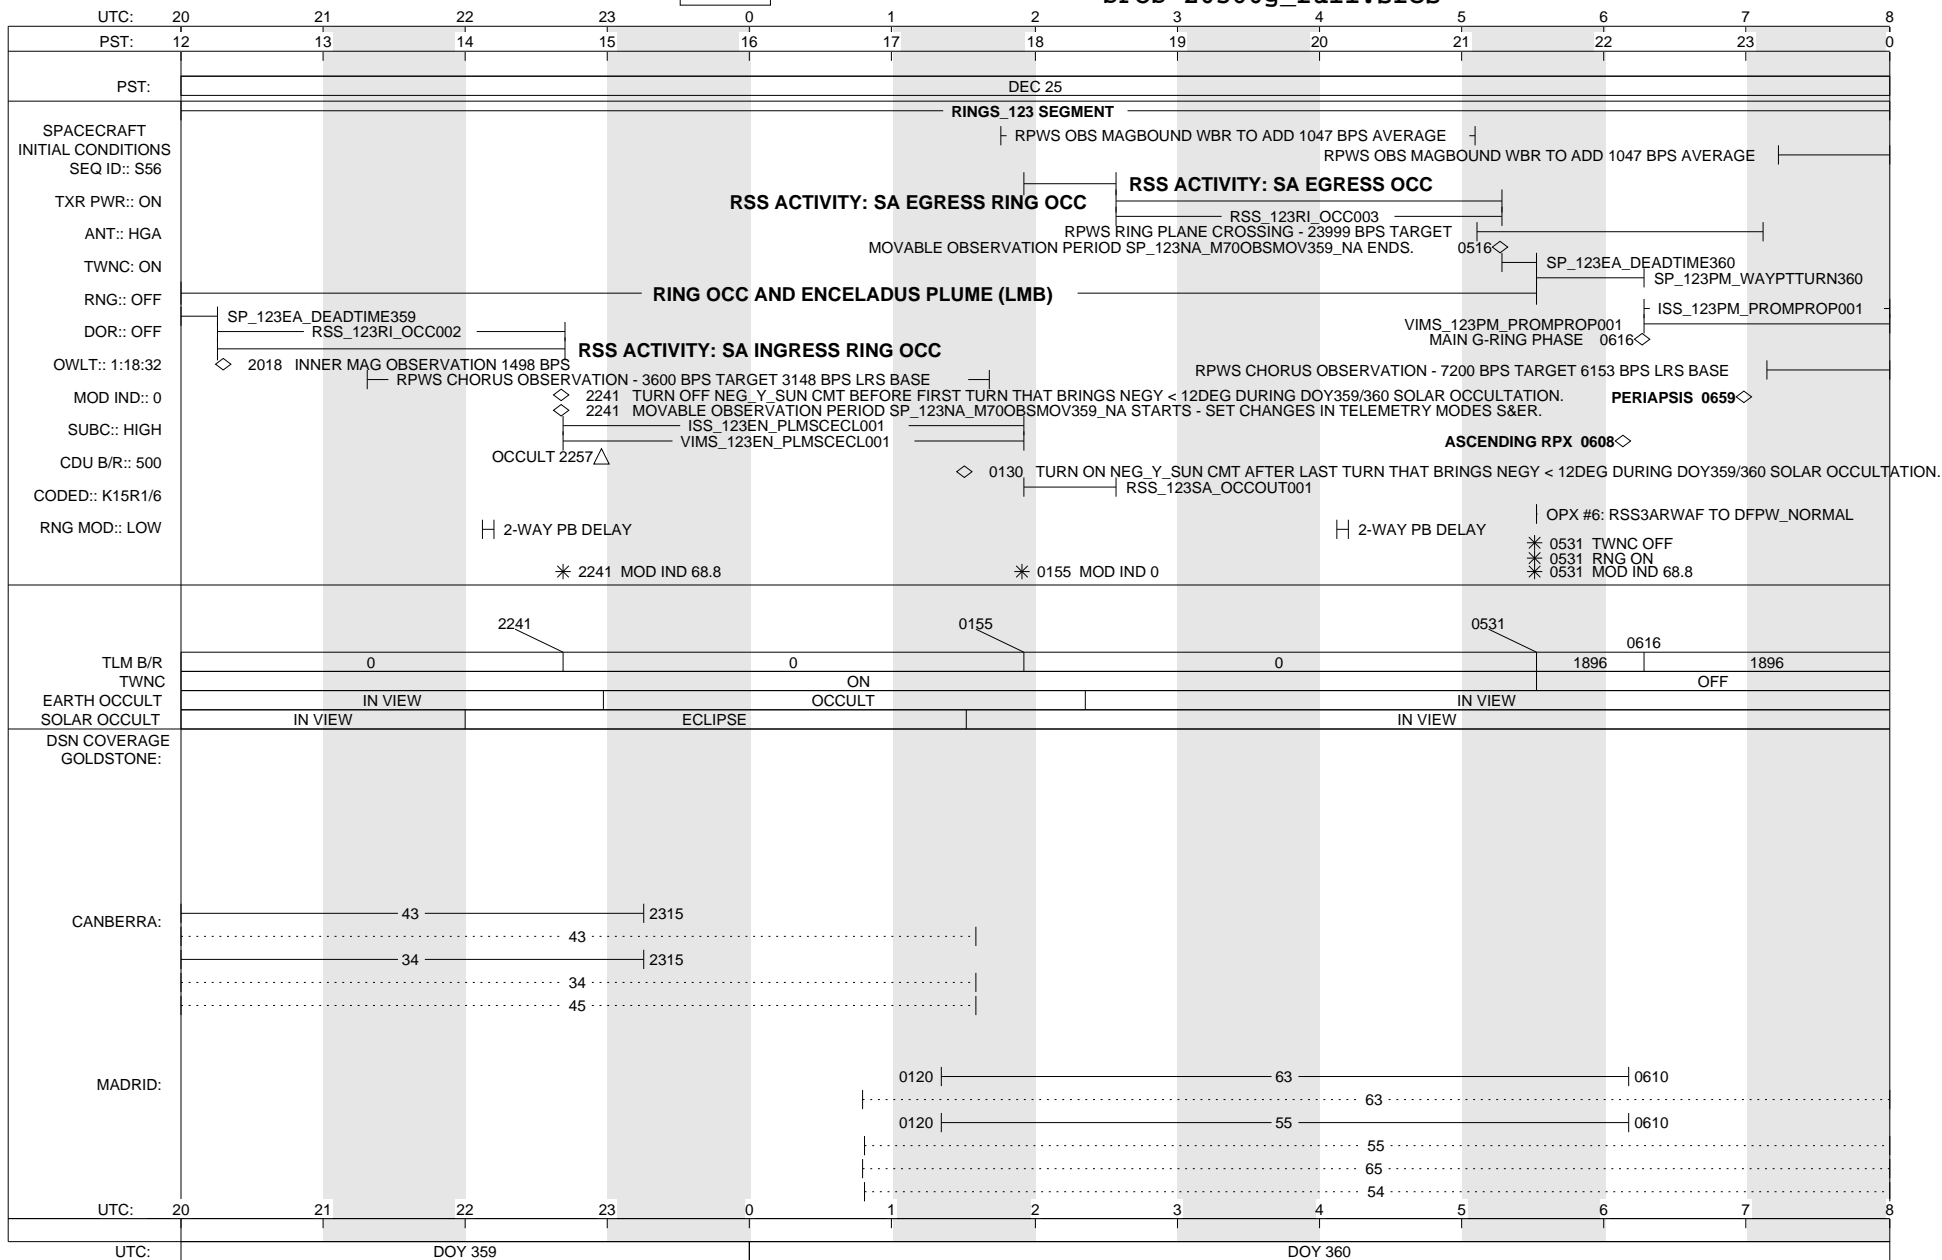 UTC: 20 21 22 23 0 1 2 3 4 5 6 7 8
PST: 12 13 14 15 16 17 18 19 20 21 22 23 0
PST: DEC 25
RINGS_123 SEGMENT
SPACECRAFT
INITIAL CONDITIONS
RPWS OBS MAGBOUND WBR TO ADD 1047 BPS AVERAGE
RPWS OBS MAGBOUND WBR TO ADD 1047 BPS AVERAGE
SEQ ID:: S56
RSS ACTIVITY: SA EGRESS OCC
TXR PWR:: ON
RSS ACTIVITY: SA EGRESS RING OCC
RSS_123RI_OCC003
ANT:: HGA
RPWS RING PLANE CROSSING - 23999 BPS TARGET
MOVABLE OBSERVATION PERIOD SP_123NA_M70OBSMOV359_NA ENDS. 0516
TWNC: ON
SP_123EA_DEADTIME360
SP_123PM_WAYPTTURN360
RNG:: OFF
RING OCC AND ENCELADUS PLUME (LMB)
ISS_123PM_PROMPROP001
SP_123EA_DEADTIME359
VIMS_123PM_PROMPROP001
DOR:: OFF
RSS_123RI_OCC002
MAIN G-RING PHASE 0616
RSS ACTIVITY: SA INGRESS RING OCC
OWLT:: 1:18:32
2018 INNER MAG OBSERVATION 1498 BPS
RPWS CHORUS OBSERVATION - 7200 BPS TARGET 6153 BPS LRS BASE
RPWS CHORUS OBSERVATION - 3600 BPS TARGET 3148 BPS LRS BASE
MOD IND:: 0
2241 TURN OFF NEG_Y_SUN CMT BEFORE FIRST TURN THAT BRINGS NEGY < 12DEG DURING DOY359/360 SOLAR OCCULTATION.
PERIAPSIS 0659
2241 MOVABLE OBSERVATION PERIOD SP_123NA_M70OBSMOV359_NA STARTS - SET CHANGES IN TELEMETRY MODES S&ER.
SUBC:: HIGH
ISS_123EN_PLMSCECL001
VIMS_123EN_PLMSCECL001
ASCENDING RPX 0608
CDU B/R:: 500
OCCULT 2257
0130 TURN ON NEG_Y_SUN CMT AFTER LAST TURN THAT BRINGS NEGY < 12DEG DURING DOY359/360 SOLAR OCCULTATION.
CODED:: K15R1/6
RSS_123SA_OCCOUT001
RNG MOD:: LOW
OPX #6: RSS3ARWAF TO DFPW_NORMAL
2-WAY PB DELAY
2-WAY PB DELAY
0531 TWNC OFF
0531 RNG ON
2241 MOD IND 68.8
0155 MOD IND 0
0531 MOD IND 68.8
2241 0155 0531 0616
TLM B/R 0 0 0 1896 1896
TWNC ON OFF
EARTH OCCULT IN VIEW OCCULT IN VIEW
SOLAR OCCULT IN VIEW ECLIPSE IN VIEW
DSN COVERAGE
GOLDSTONE:
CANBERRA:
43 2315
43
34 2315
34
45
MADRID:
0120 63 0610
63
0120 55 0610
55
65
54
UTC: 20 21 22 23 0 1 2 3 4 5 6 7 8
UTC: DOY 359 DOY 360